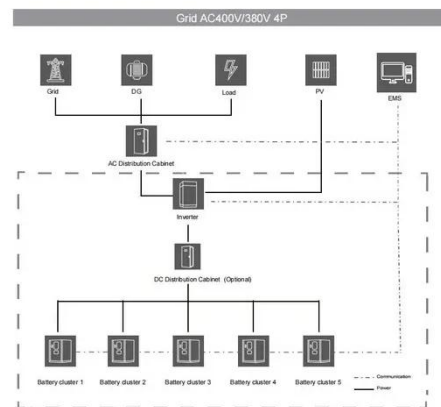 Grid AC400V/380V 4P
Grid
DG
Load
PV
EMS
AC Distribution Cabinet
Inverter
DC Distribution Cabinet (Optional)
Battery cluster 1
Battery cluster 2
Battery cluster 3
Battery cluster 4
Battery cluster 5
Communication
Power